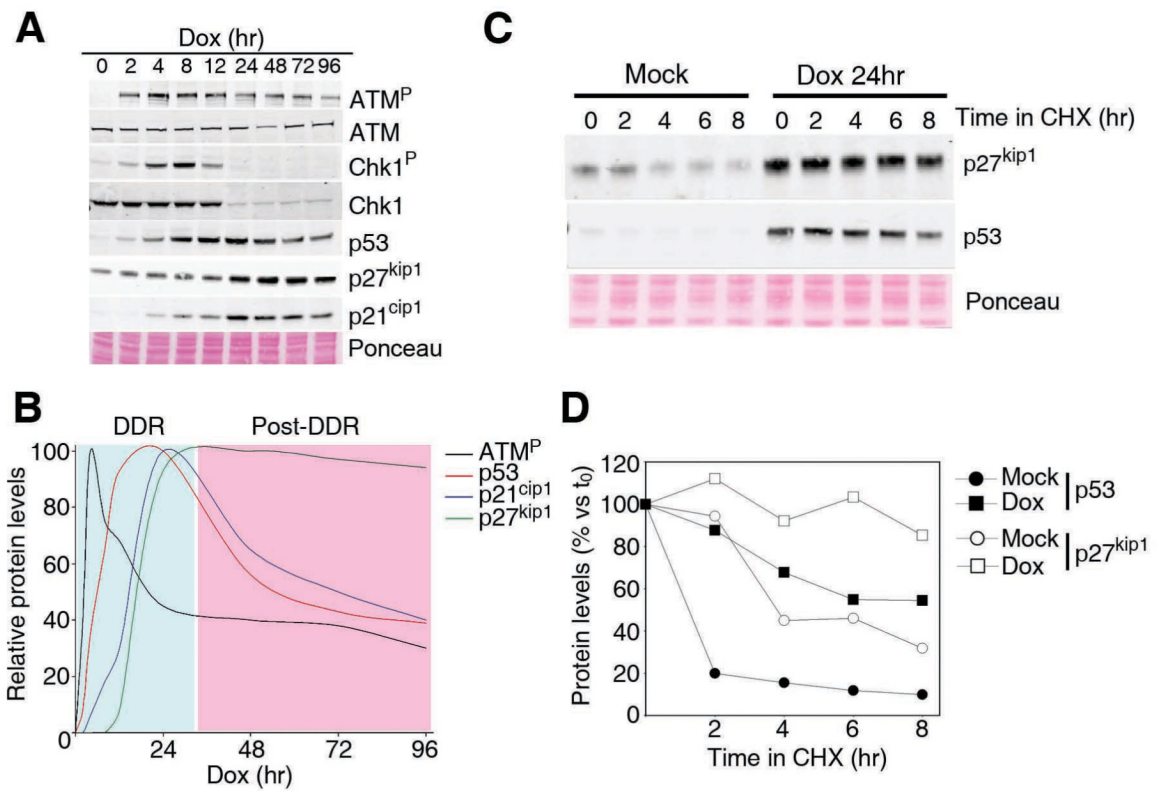 A
Dox (hr)
0 2 4 8 12 24 48 72 96
ATMᴾ
ATM
Chk1ᴾ
Chk1
p53
p27ᵏⁱᵖ¹
p21ᶜⁱᵖ¹
Ponceau
B
DDR Post-DDR
Relative protein levels
100
80
60
40
20
0
24 48 72 96
Dox (hr)
ATMᴾ
p53
p21ᶜⁱᵖ¹
p27ᵏⁱᵖ¹
C
Mock Dox 24hr
0 2 4 6 8 0 2 4 6 8 Time in CHX (hr)
p27ᵏⁱᵖ¹
p53
Ponceau
D
Protein levels (% vs t₀)
120
100
80
60
40
20
0
2 4 6 8
Time in CHX (hr)
Mock
Dox
p53
Mock
Dox
p27ᵏⁱᵖ¹